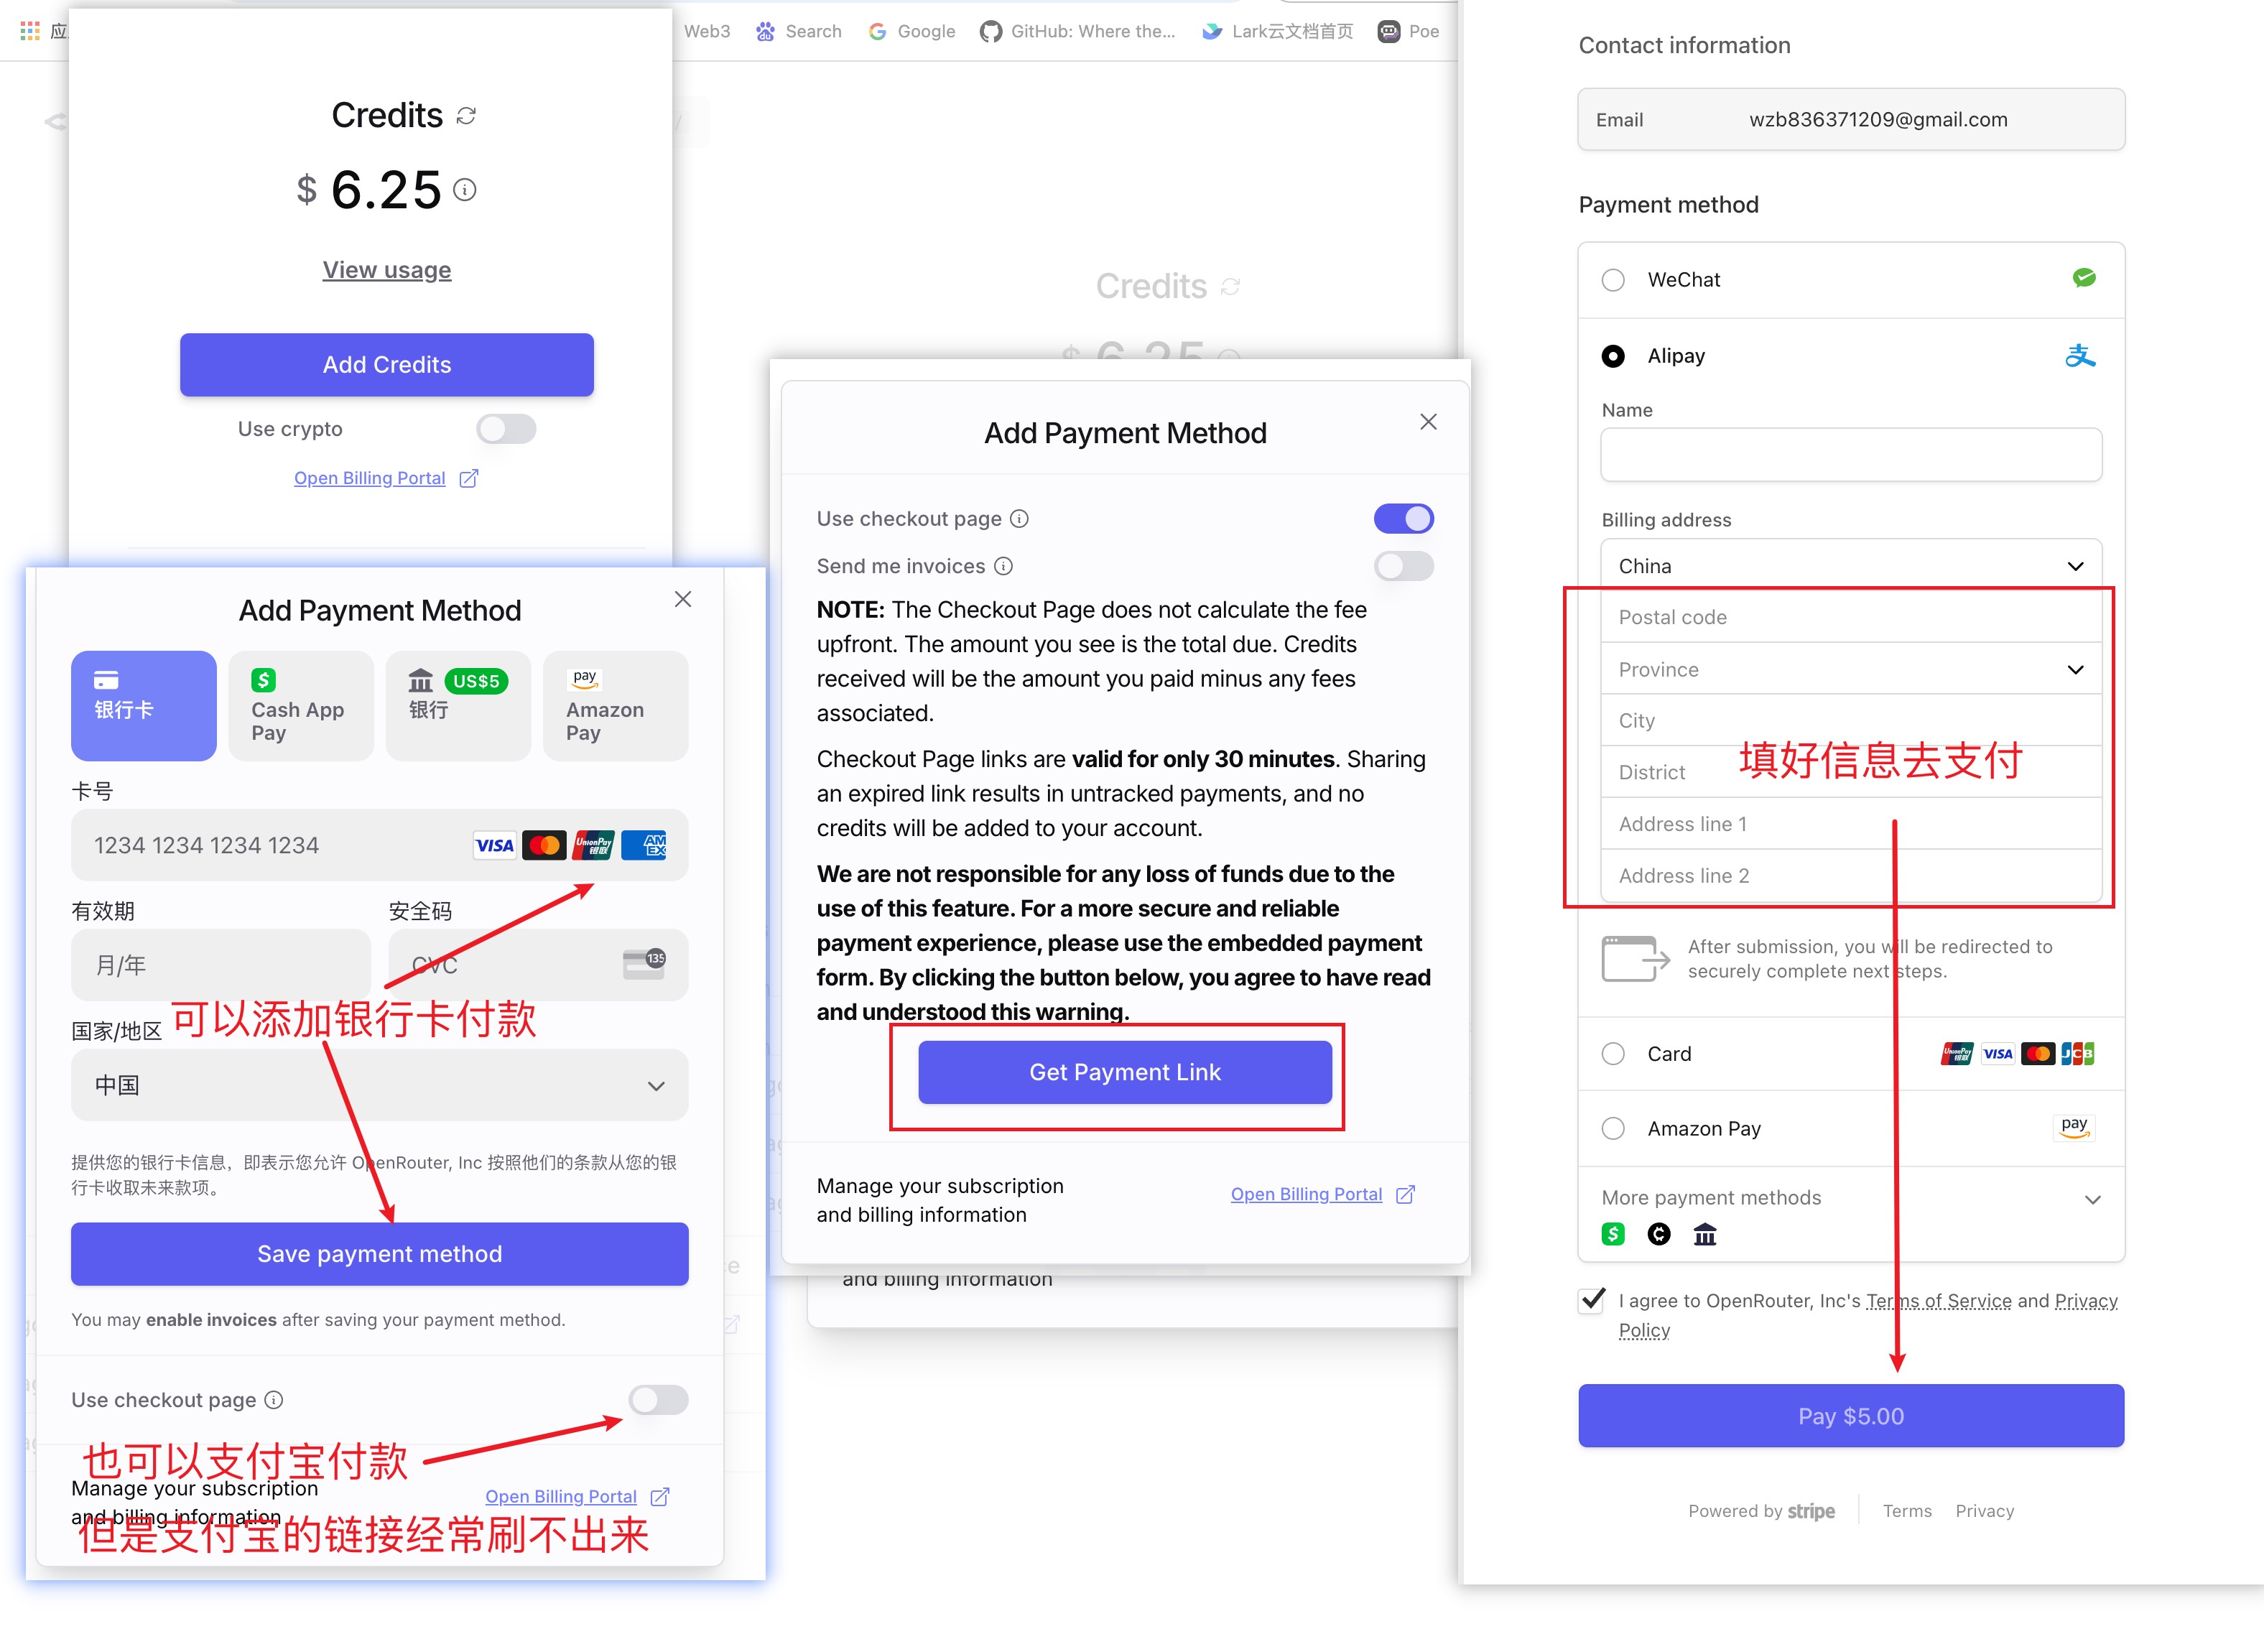 应
Web3
Search
Google
GitHub: Where the...
Lark云文档首页
Poe
Credits
$ 6.25
View usage
Add Credits
Use crypto
Open Billing Portal
Add Payment Method
银行卡
Cash App Pay
US$5
银行
pay
Amazon Pay
卡号
1234 1234 1234 1234
VISA
UnionPay 银联
AMEX
有效期
安全码
月/年
CVC
135
可以添加银行卡付款
国家/地区
中国
提供您的银行卡信息，即表示您允许 OpenRouter, Inc 按照他们的条款从您的银
行卡收取未来款项。
Save payment method
You may enable invoices after saving your payment method.
Use checkout page
也可以支付宝付款
Manage your subscription
and billing information
Open Billing Portal
但是支付宝的链接经常刷不出来
Credits
$ 6.25
Add Payment Method
Use checkout page
Send me invoices
NOTE: The Checkout Page does not calculate the fee
upfront. The amount you see is the total due. Credits
received will be the amount you paid minus any fees
associated.
Checkout Page links are valid for only 30 minutes. Sharing
an expired link results in untracked payments, and no
credits will be added to your account.
We are not responsible for any loss of funds due to the
use of this feature. For a more secure and reliable
payment experience, please use the embedded payment
form. By clicking the button below, you agree to have read
and understood this warning.
Get Payment Link
Manage your subscription
and billing information
Open Billing Portal
and billing information
Contact information
Email
wzb836371209@gmail.com
Payment method
WeChat
Alipay
支
Name
Billing address
China
Postal code
Province
City
District
填好信息去支付
Address line 1
Address line 2
After submission, you will be redirected to
securely complete next steps.
Card
UnionPay 银联
VISA
JCB
Amazon Pay
pay
More payment methods
I agree to OpenRouter, Inc's Terms of Service and Privacy
Policy
Pay $5.00
Powered by stripe
Terms
Privacy